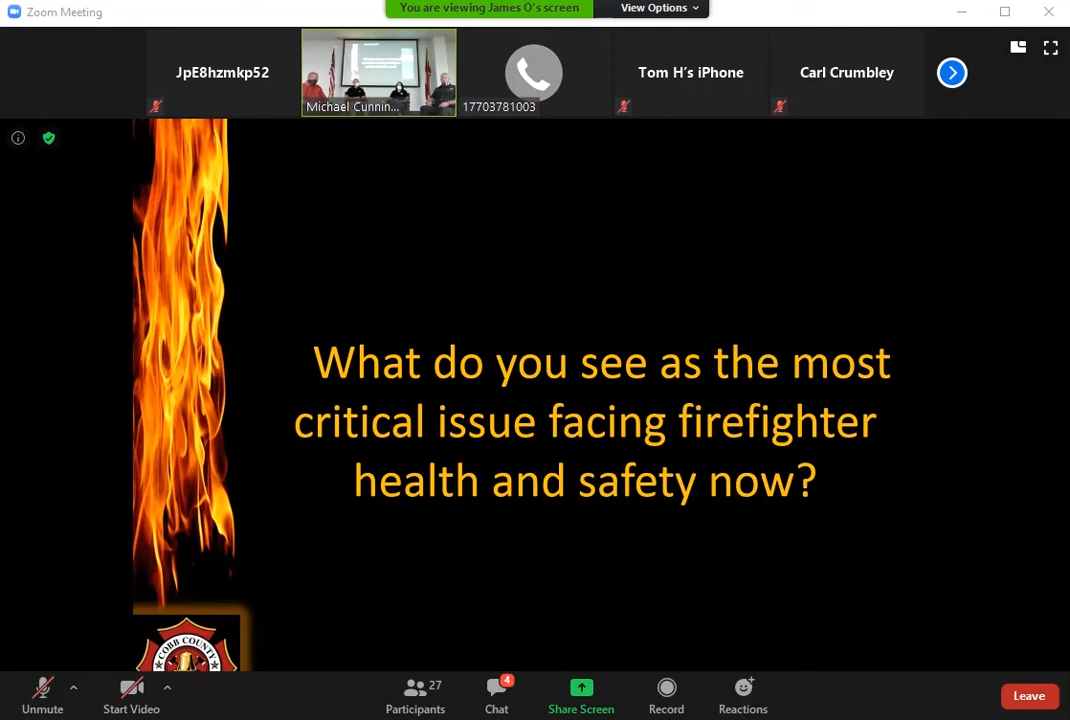 Zoom Meeting
You are viewing James O's screen
View Options
JpE8hzmkp52
Michael Cunnin...
17703781003
Tom H's iPhone
Carl Crumbley
What do you see as the most
critical issue facing firefighter
health and safety now?
COBB COUNTY
Unmute
Start Video
27
Participants
4
Chat
Share Screen
Record
Reactions
Leave